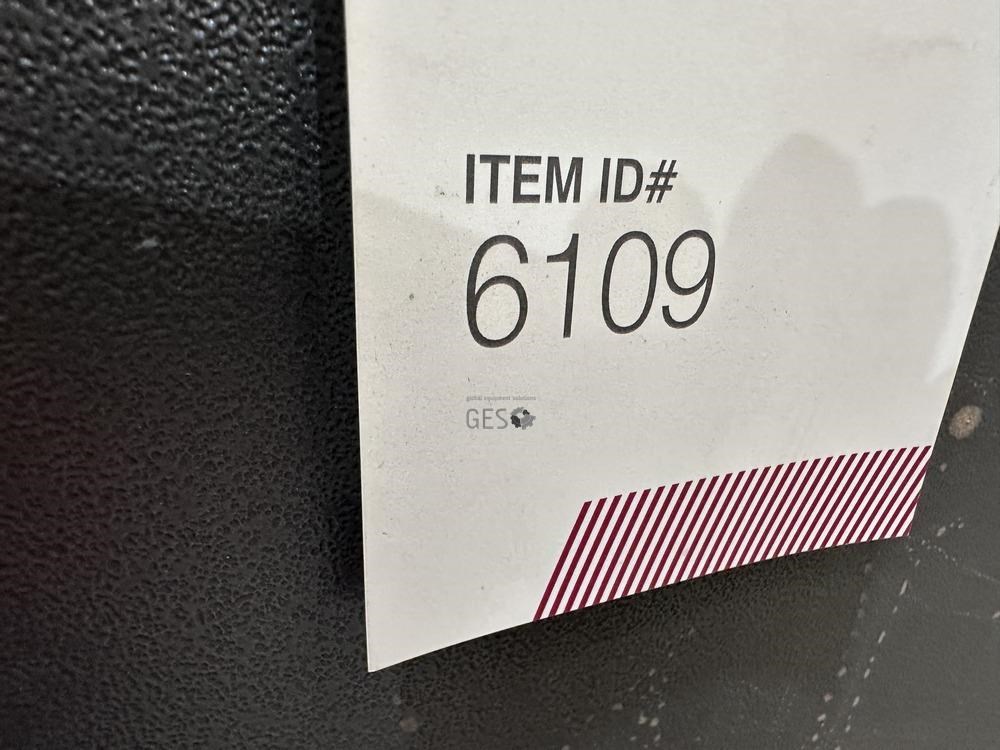 ITEM ID#
6109
global equipment solutions
GES